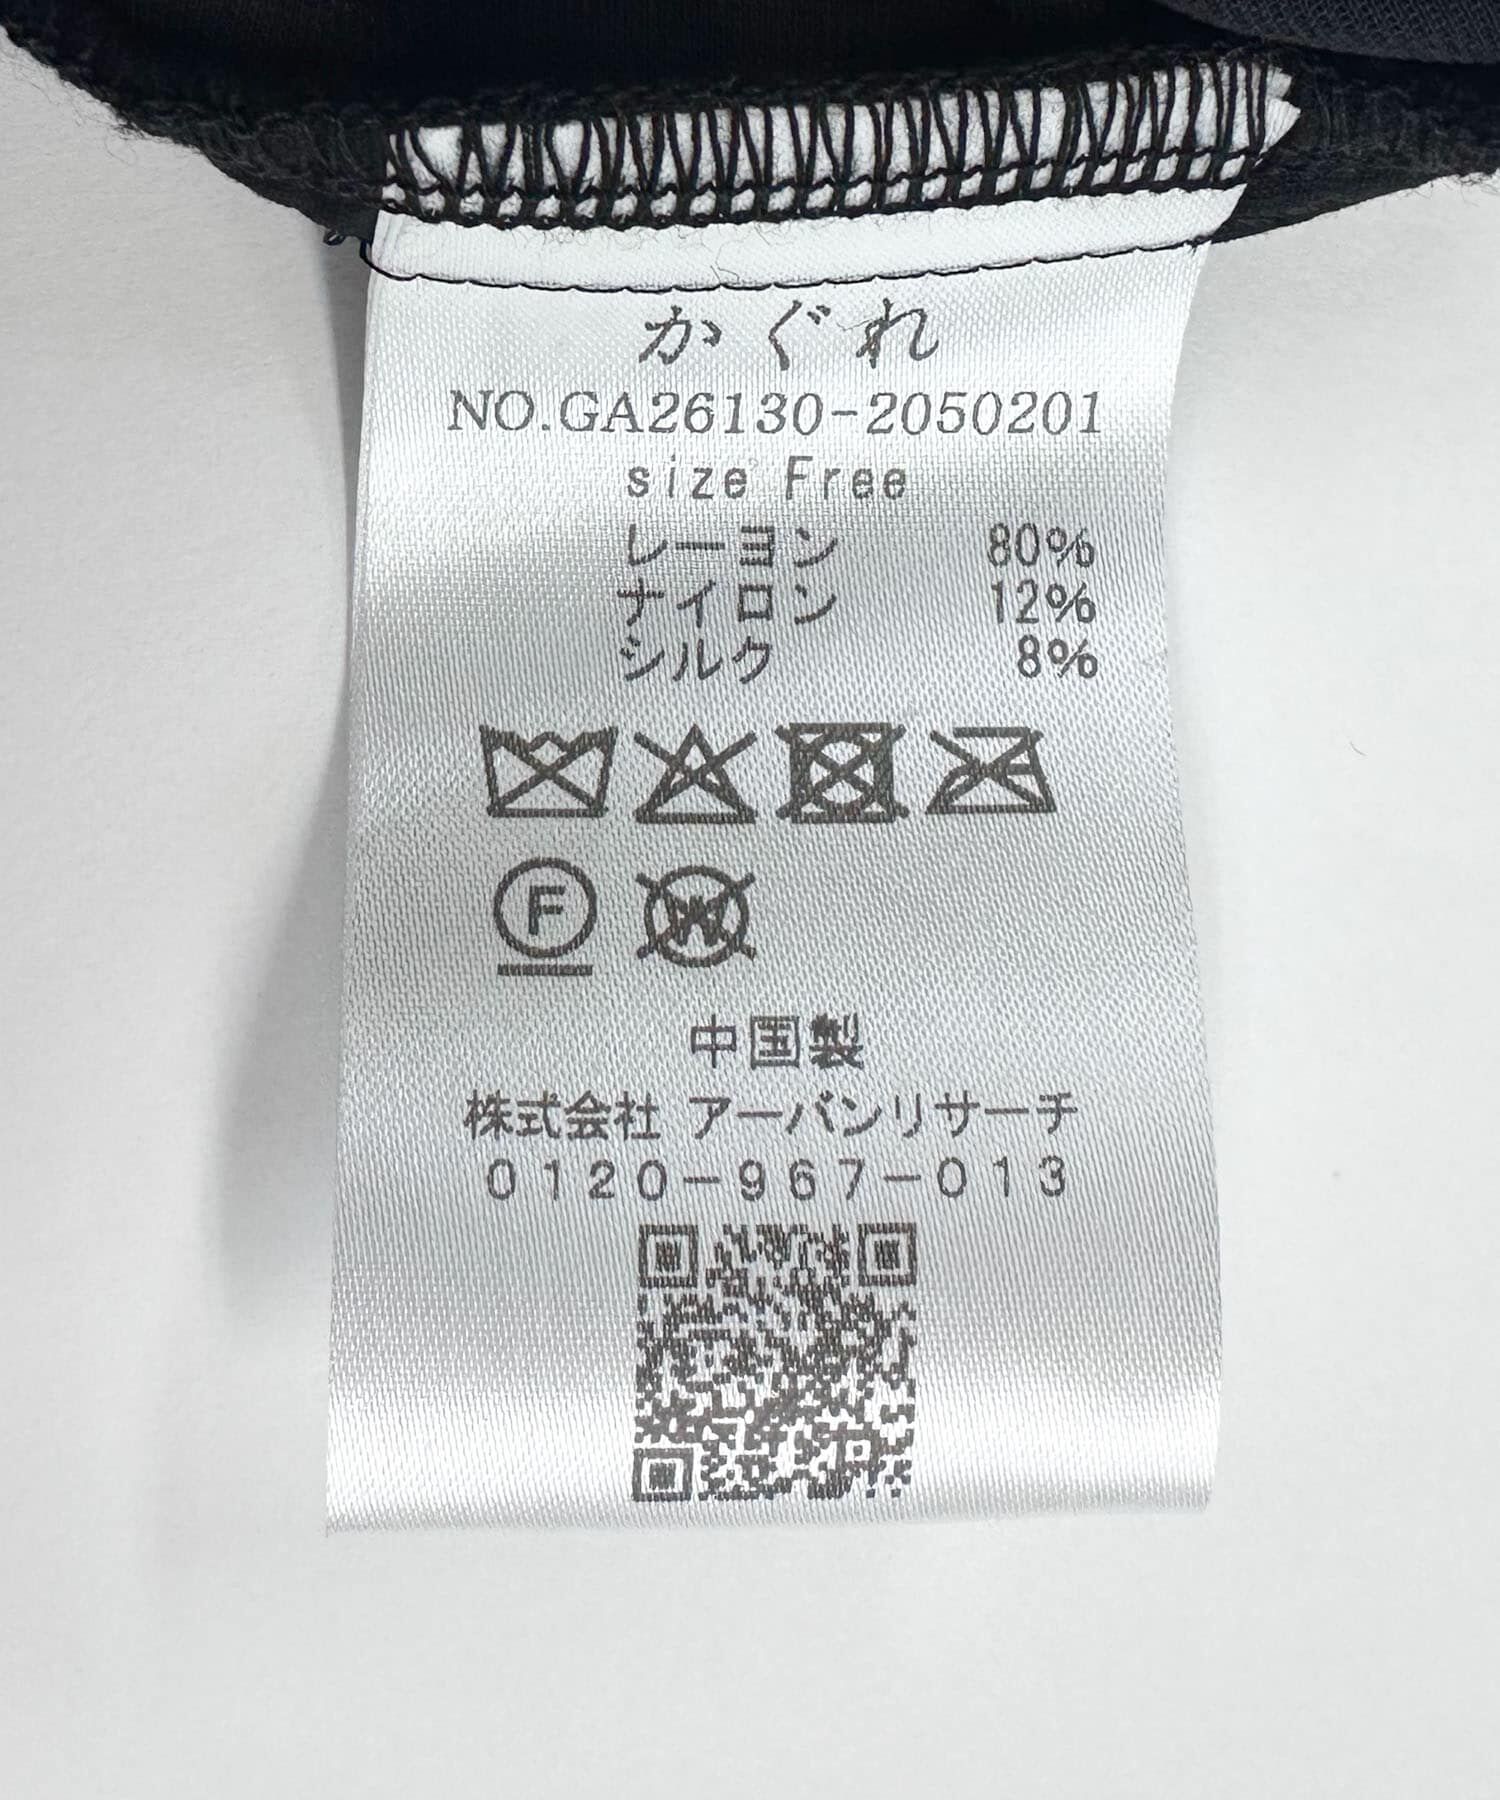 かぐれ
NO.GA26130-2050201
size Free
レーヨン 80%
ナイロン 12%
シルク 8%
F W
中国製
株式会社 アーバンリサーチ
0120-967-013